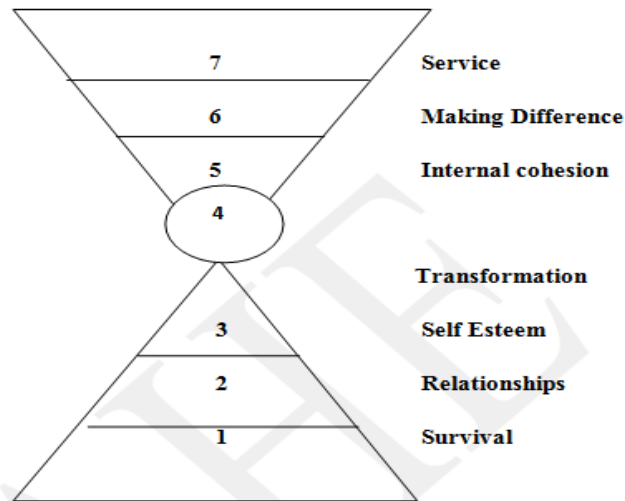 7 Service
6 Making Difference
5 Internal cohesion
4
Transformation
3 Self Esteem
2 Relationships
1 Survival